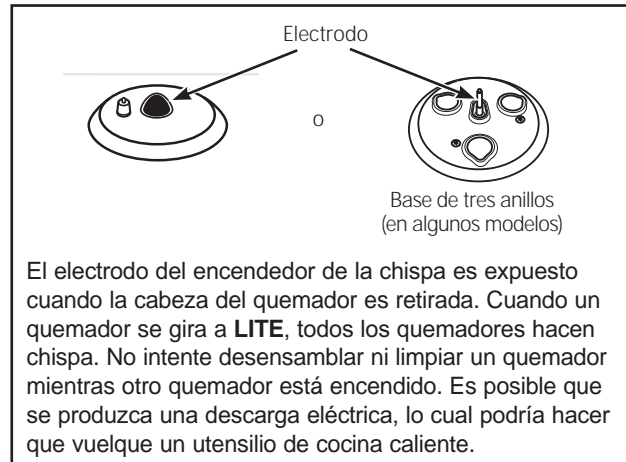 Electrodo
o
Base de tres anillos
(en algunos modelos)
El electrodo del encendedor de la chispa es expuesto
cuando la cabeza del quemador es retirada. Cuando un
quemador se gira a LITE, todos los quemadores hacen
chispa. No intente desensamblar ni limpiar un quemador
mientras otro quemador está encendido. Es posible que
se produzca una descarga eléctrica, lo cual podría hacer
que vuelque un utensilio de cocina caliente.